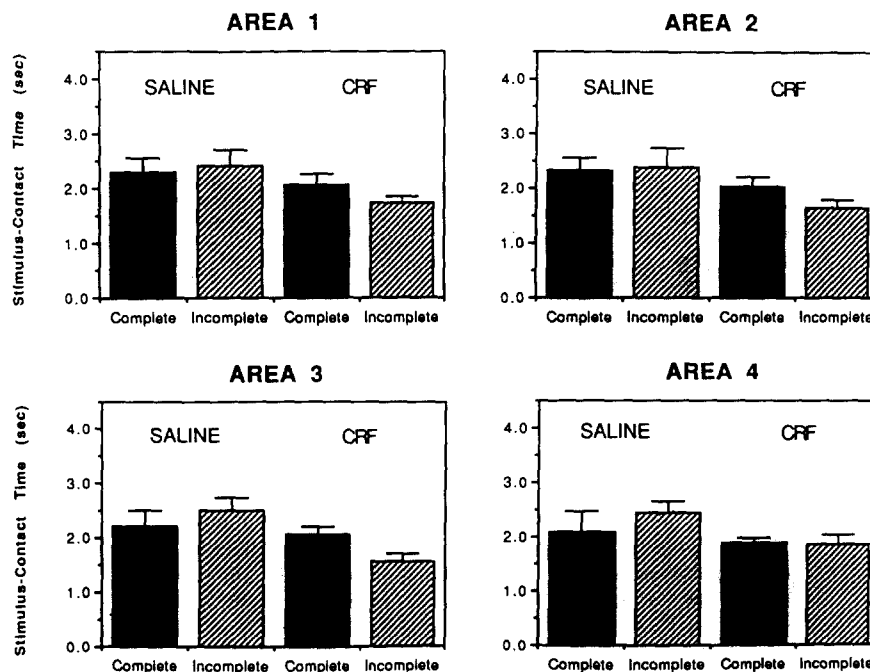 AREA 1
AREA 2
Stimulus-Contact Time (sec)
4.0
3.0
2.0
1.0
0.0
SALINE
CRF
Complete
Incomplete
Complete
Incomplete
4.0
3.0
2.0
1.0
0.0
SALINE
CRF
Complete
Incomplete
Complete
Incomplete
AREA 3
AREA 4
Stimulus-Contact Time (sec)
4.0
3.0
2.0
1.0
0.0
SALINE
CRF
Complete
Incomplete
Complete
Incomplete
4.0
3.0
2.0
1.0
0.0
SALINE
CRF
Complete
Incomplete
Complete
Incomplete